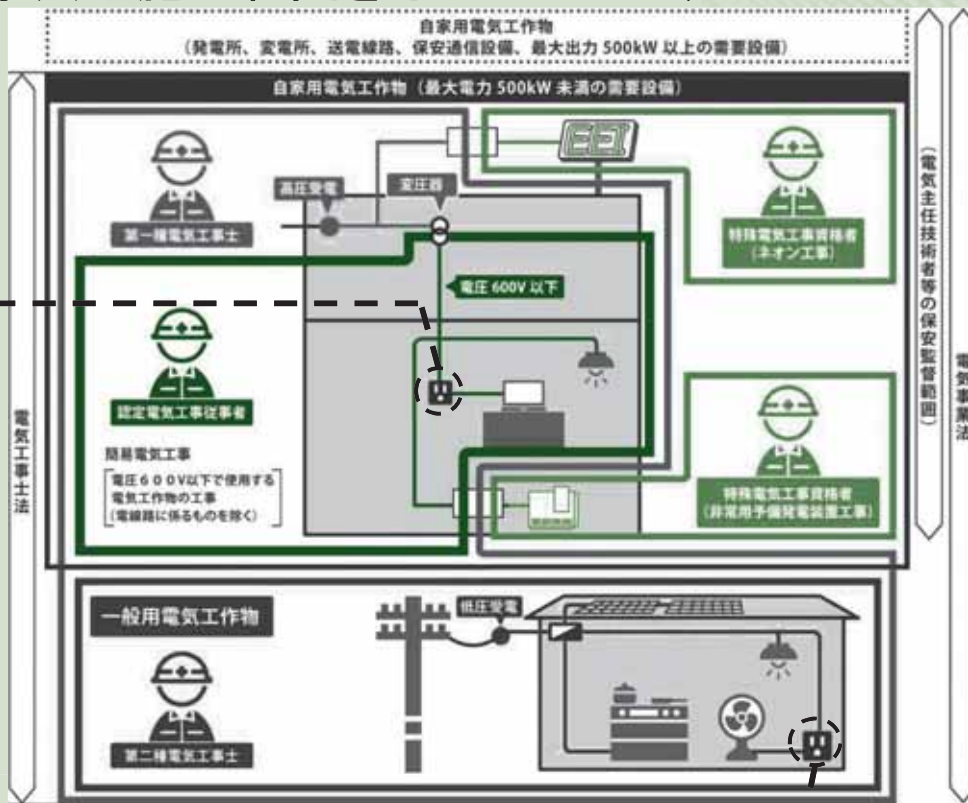 自家用電気工作物
(発電所、変電所、送電線路、保安通信設備、最大出力 500kW 以上の需要設備)
自家用電気工作物(最大電力 500kW 未満の需要設備)
EEI
高圧受電
変圧器
第一種電気工事士
特殊電気工事資格者
(ネオン工事)
電圧 600V 以下
認定電気工事従事者
簡易電気工事
電圧600V以下で使用する
電気工作物の工事
(電線路に係るものを除く)
特殊電気工事資格者
(非常用予備発電装置工事)
電気工事士法
(電気主任技術者等の保安監督範囲)
電気事業法
一般用電気工作物
低圧受電
第二種電気工事士